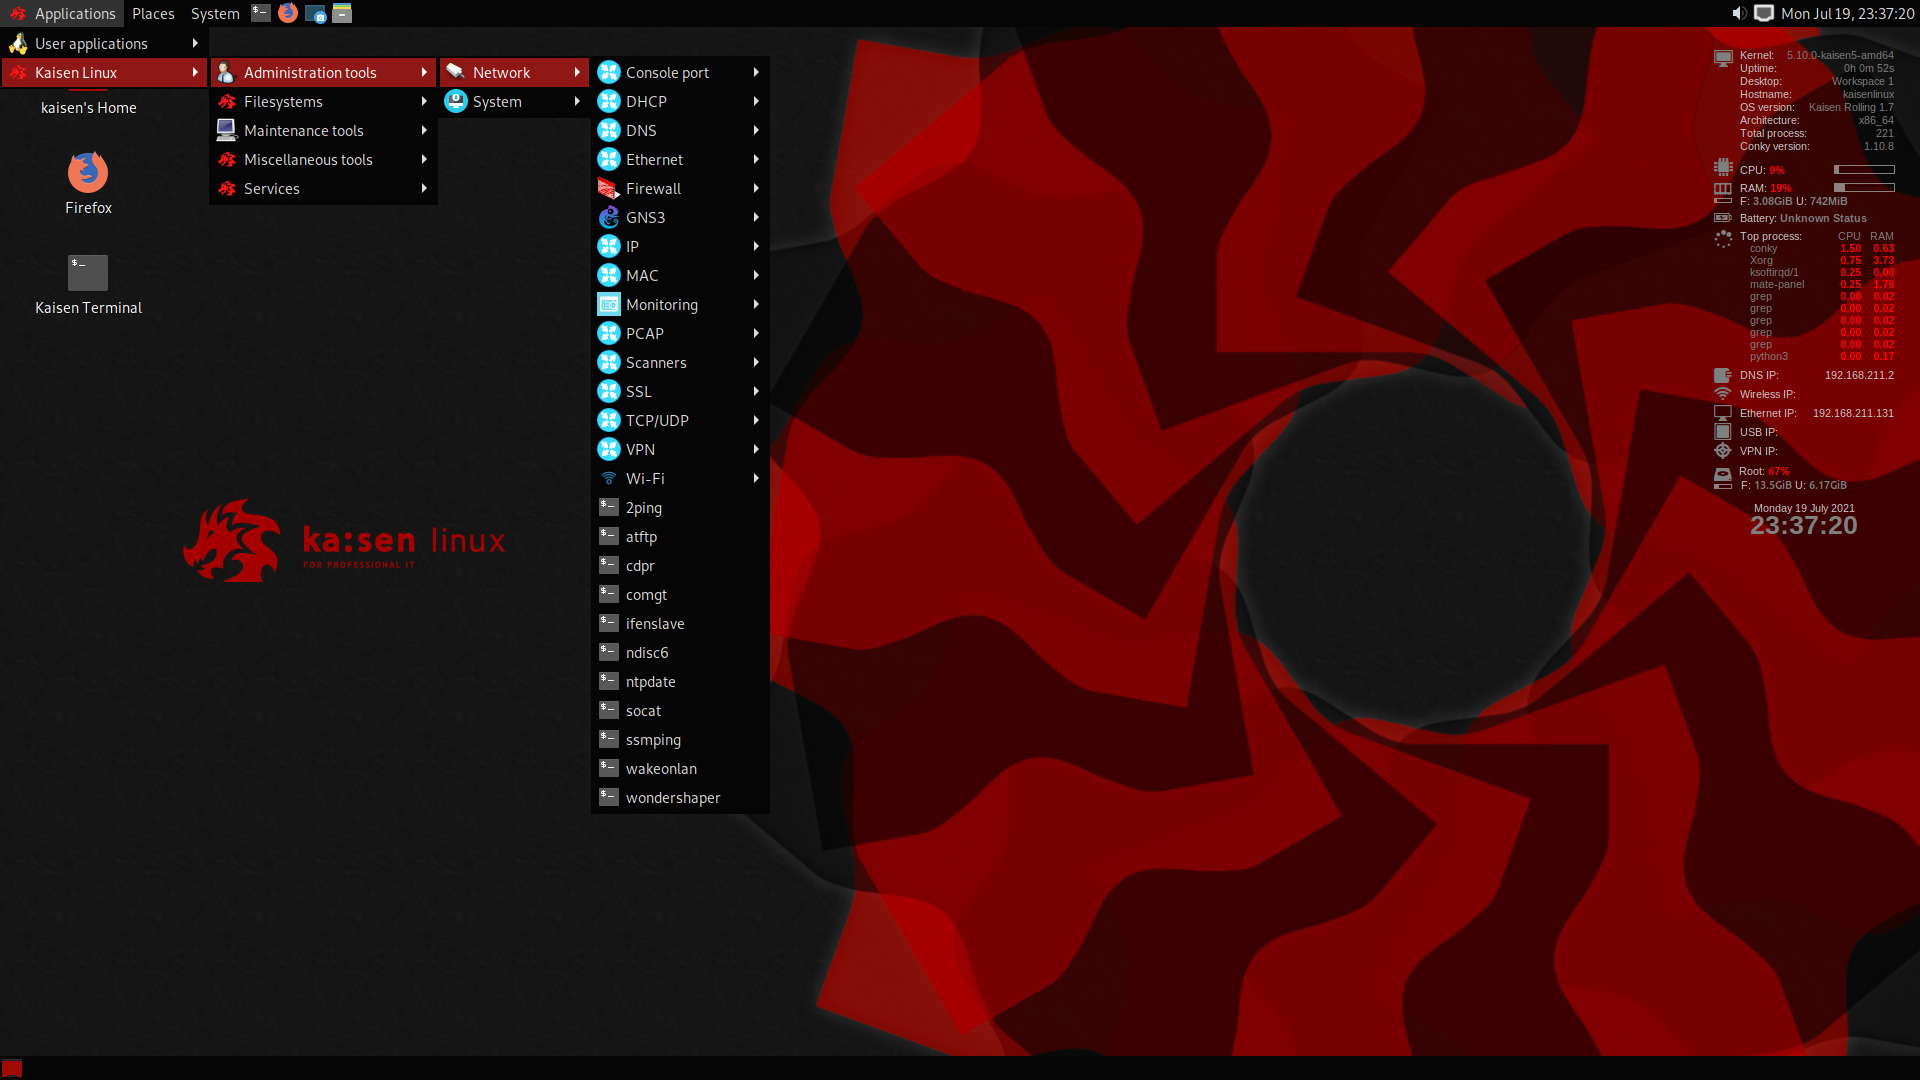 Applications Places System Mon Jul 19, 23:37:20
User applications
Kaisen Linux
kaisen's Home
Firefox
$_
Kaisen Terminal
Administration tools
Filesystems
Maintenance tools
Miscellaneous tools
Services
Network
System
Console port
DHCP
DNS
Ethernet
Firewall
GNS3
IP
MAC
Monitoring
PCAP
Scanners
SSL
TCP/UDP
VPN
Wi-Fi
2ping
atftp
cdpr
comgt
ifenslave
ndisc6
ntpdate
socat
ssmping
wakeonlan
wondershaper
ka:sen linux
FOR PROFESSIONAL IT
Kernel: 5.10.0-kaisen5-amd64
Uptime: 0h 0m 52s
Desktop: Workspace 1
Hostname: kaisenlinux
OS version: Kaisen Rolling 1.7
Architecture: x86_64
Total process: 221
Conky version: 1.10.8
CPU: 9%
RAM: 19%
F: 3.08GiB U: 742MiB
Battery: Unknown Status
Top process: CPU RAM
conky 1.50 0.63
Xorg 0.75 3.73
ksoftirqd/1 0.25 0.00
mate-panel 0.25 1.79
grep 0.00 0.02
grep 0.00 0.02
grep 0.00 0.02
grep 0.00 0.02
grep 0.00 0.02
python3 0.00 0.17
DNS IP: 192.168.211.2
Wireless IP:
Ethernet IP: 192.168.211.131
USB IP:
VPN IP:
Root: 67%
F: 13.5GiB U: 6.17GiB
Monday 19 July 2021
23:37:20